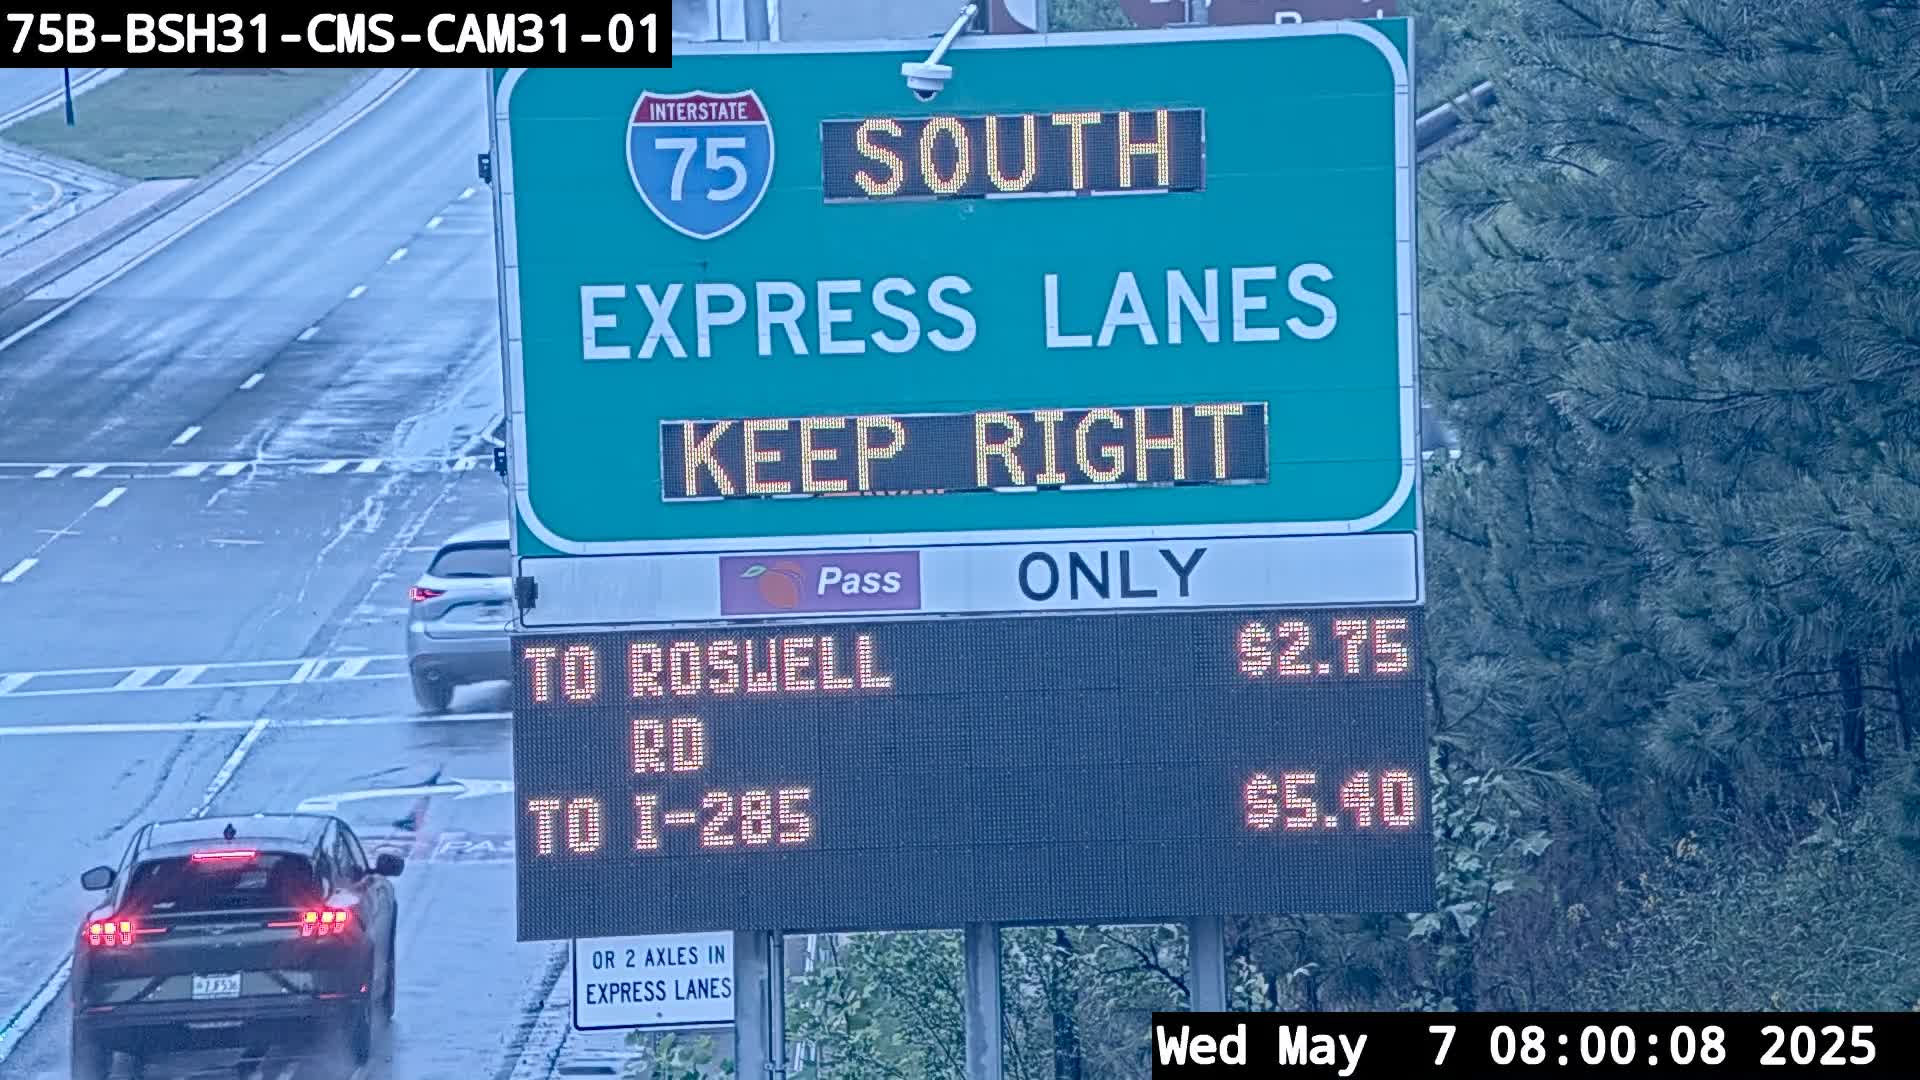 75B-BSH31-CMS-CAM31-01
INTERSTATE
75
SOUTH
EXPRESS LANES
KEEP RIGHT
Pass
ONLY
TO ROSWELL $2.75
RD
TO I-285 $5.40
OR 2 AXLES IN
EXPRESS LANES
Wed May 7 08:00:08 2025